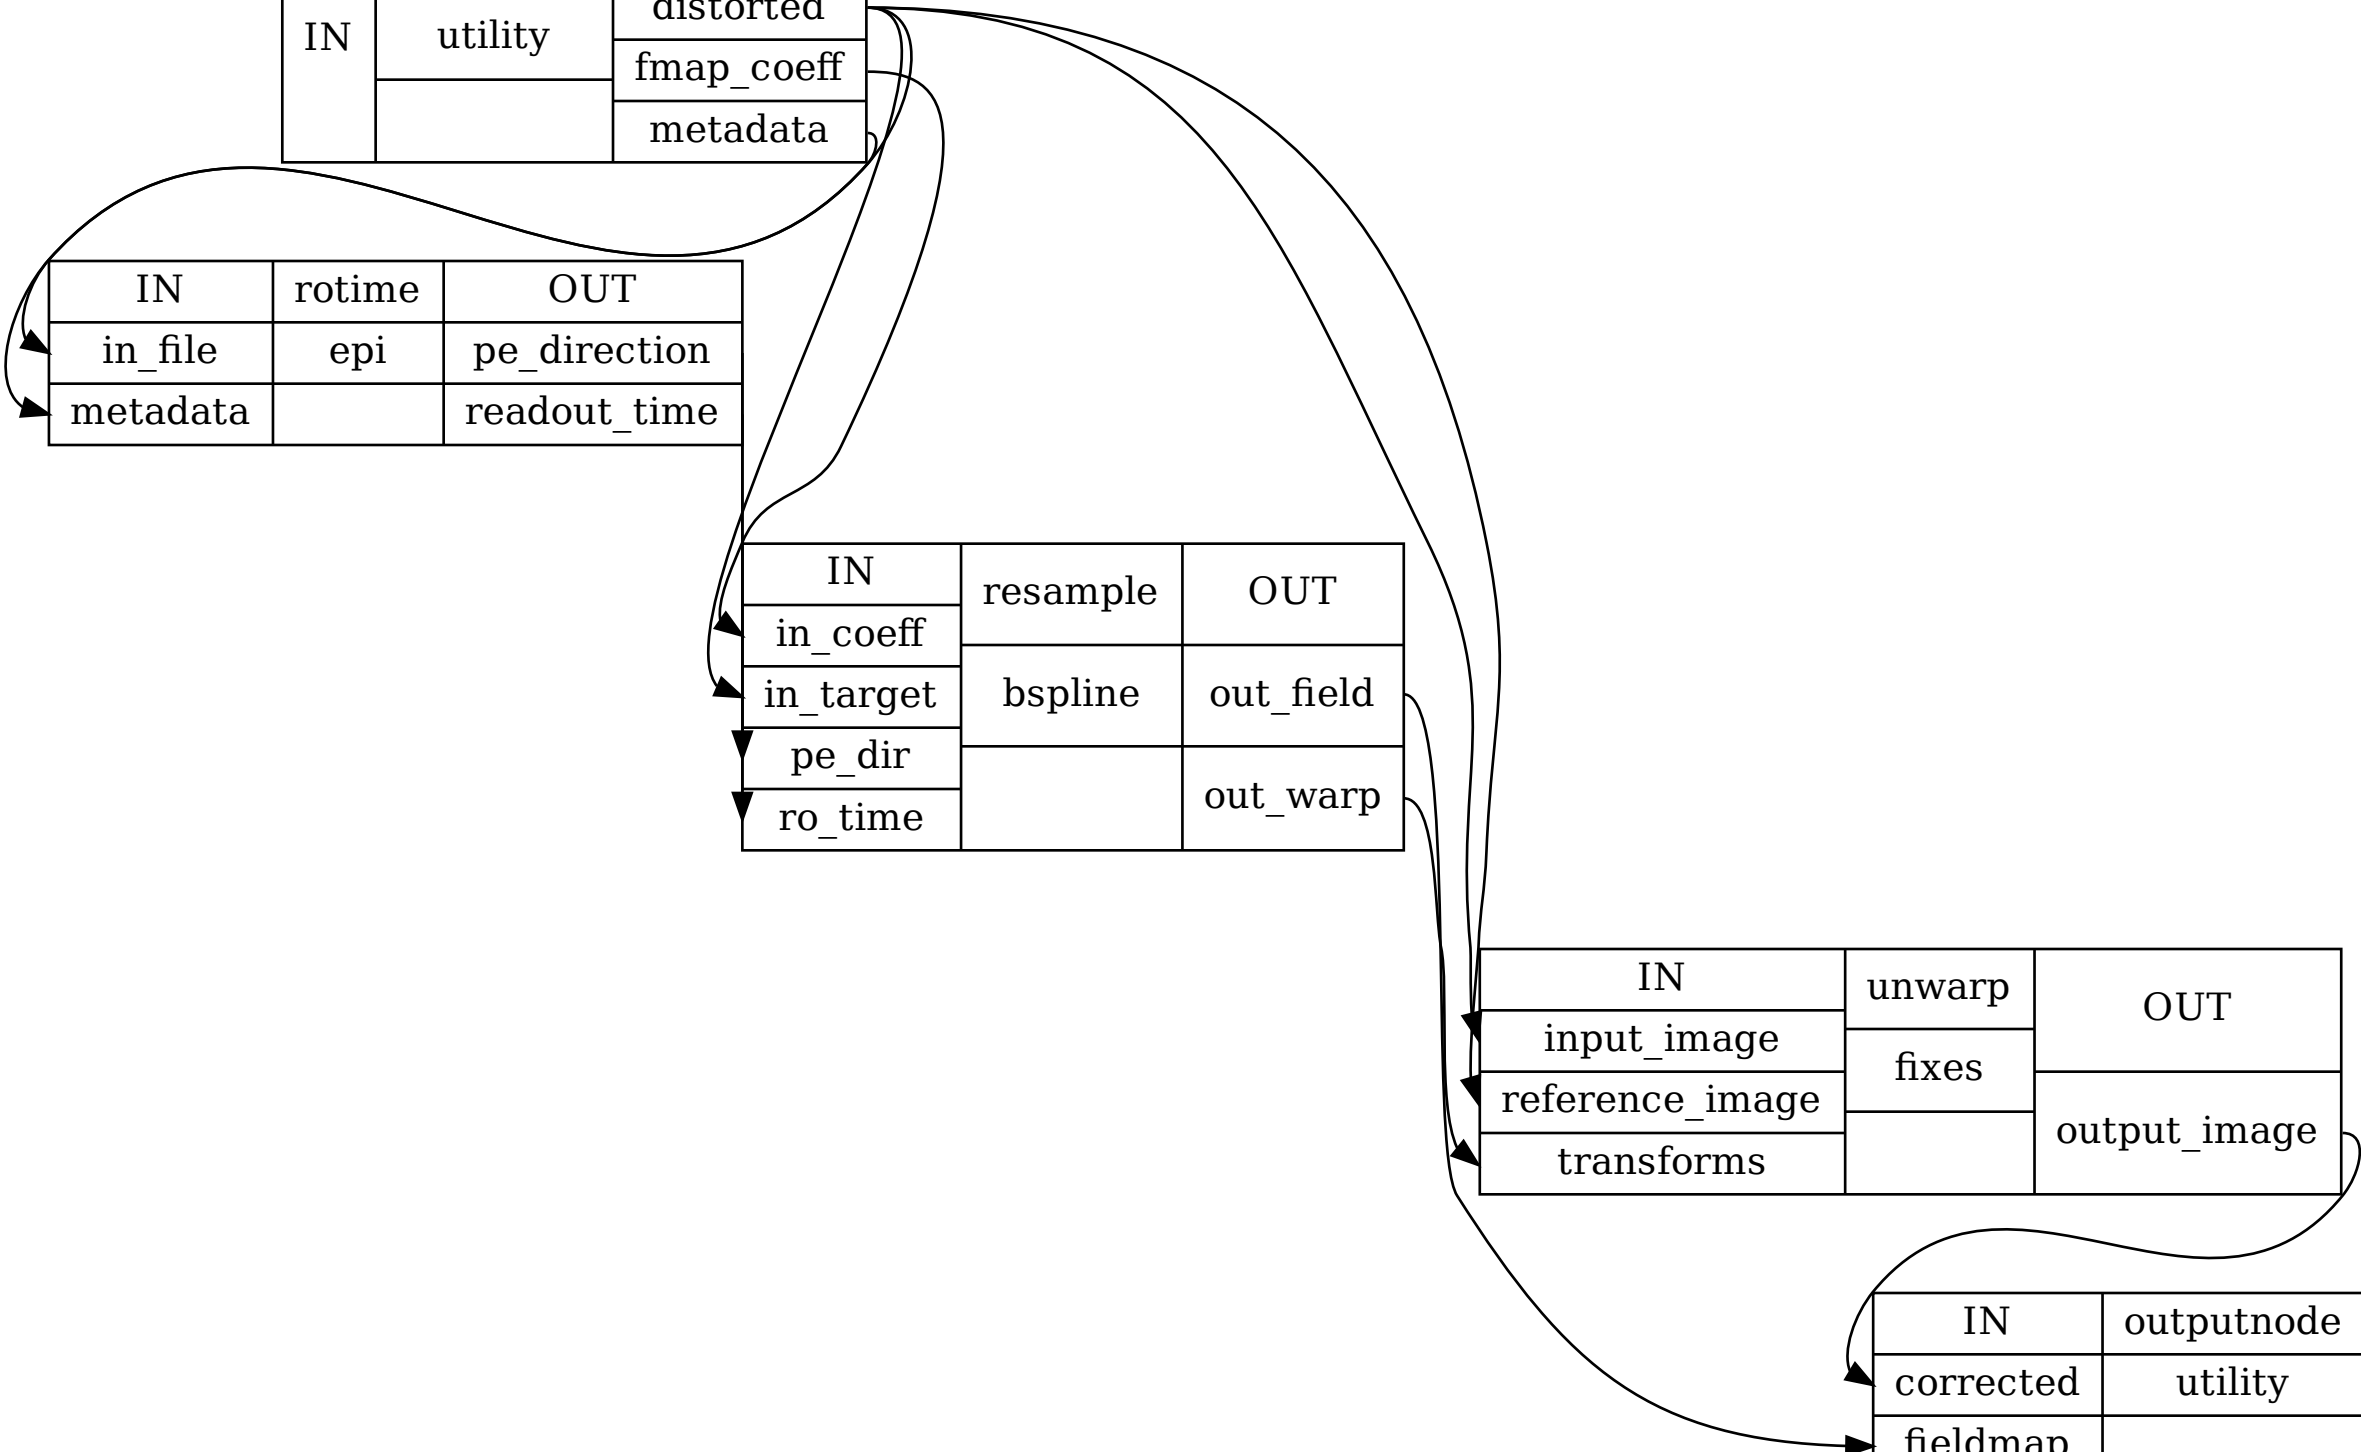 IN
utility
distorted
fmap_coeff
metadata
IN
rotime
OUT
in_file
epi
pe_direction
metadata
readout_time
IN
resample
OUT
in_coeff
in_target
bspline
out_field
pe_dir
ro_time
out_warp
IN
unwarp
OUT
input_image
fixes
reference_image
transforms
output_image
IN
outputnode
corrected
utility
fieldmap